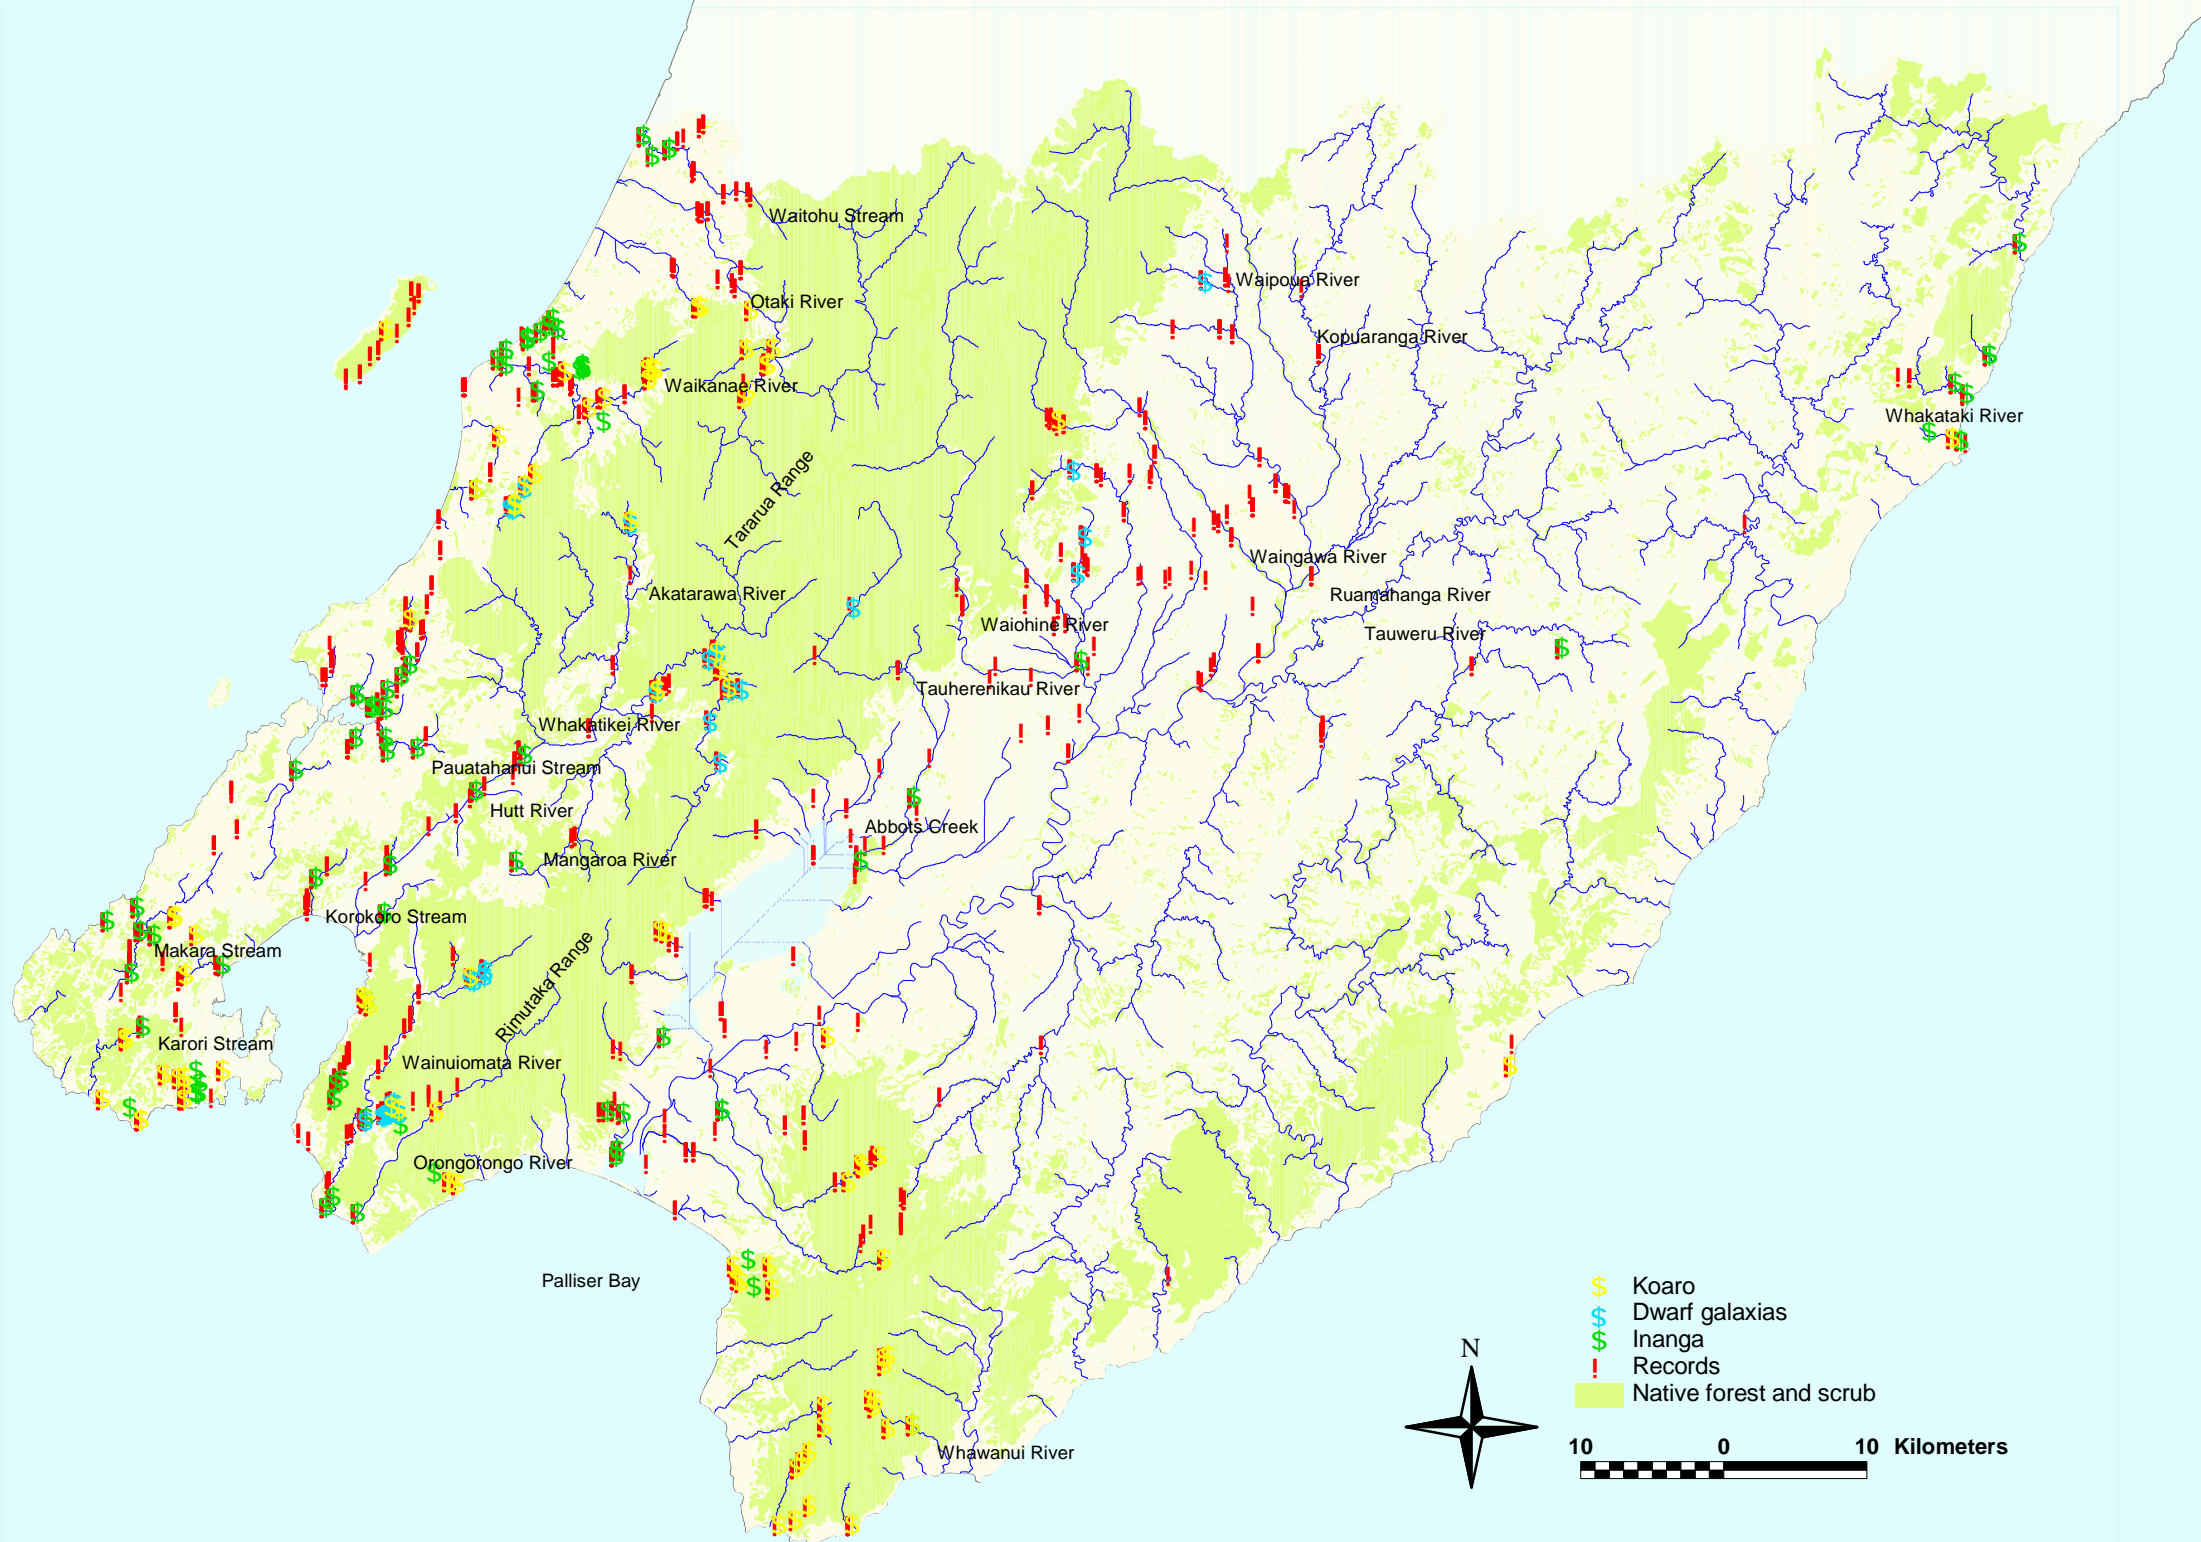 Waitohu Stream
Waipoua River
Otaki River
Kopuaranga River
Waikanae River
Whakataki River
Tararua Range
Waingawa River
Akatarawa River
Ruamahanga River
Waiohine River
Tauweru River
Tauherenikau River
Whakatikei River
Pauatahanui Stream
Hutt River
Abbots Creek
Mangaroa River
Korokoro Stream
Makara Stream
Rimutaka Range
Karori Stream
Wainuiomata River
Orongorongo River
Palliser Bay
Whawanui River
$ Koaro
$ Dwarf galaxias
$ Inanga
! Records
Native forest and scrub
N
10 0 10 Kilometers